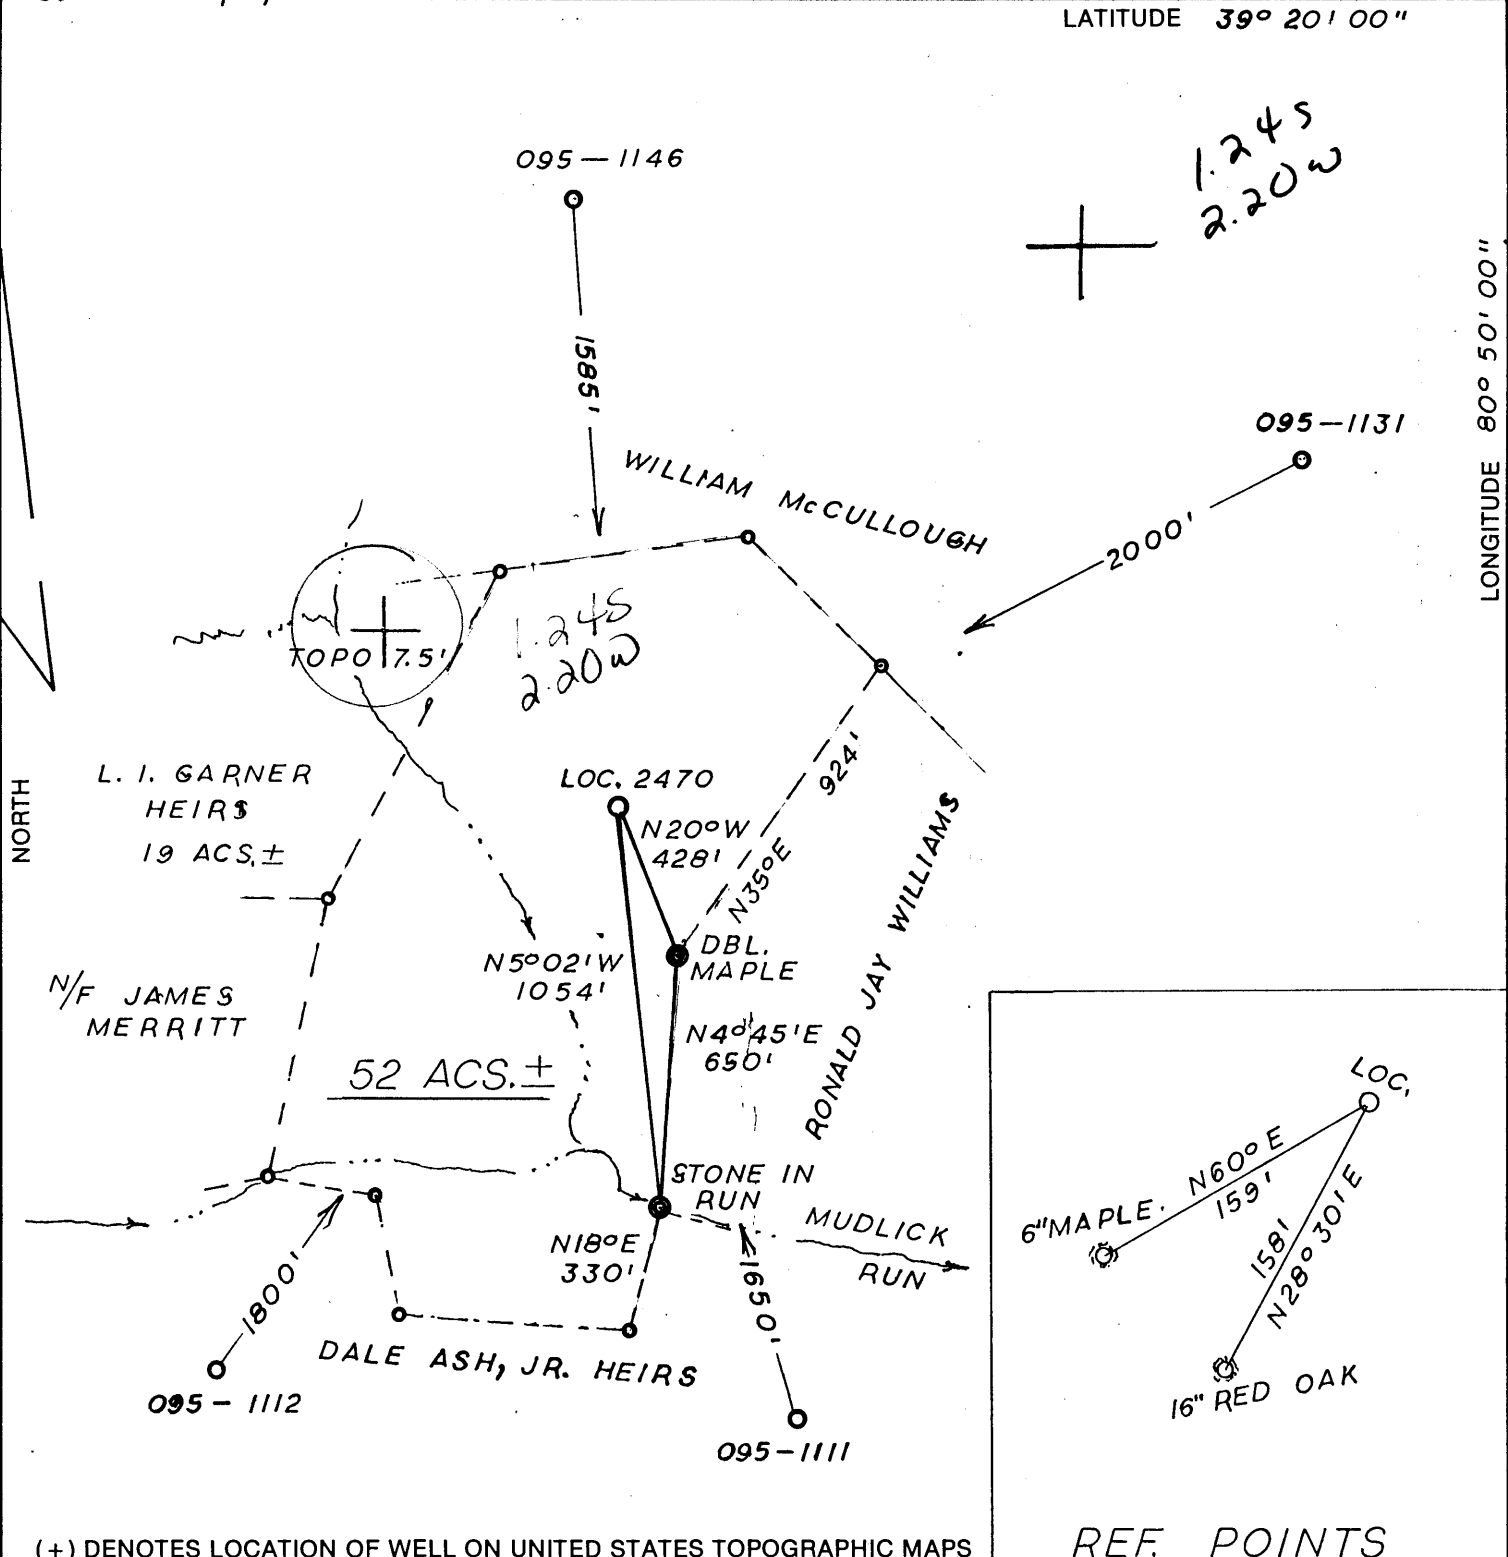 LATITUDE 39° 20' 00"
1.24 S
2.20 W
095-1146
1585'
LONGITUDE 80° 50' 00"
095-1131
2000'
WILLIAM McCULLOUGH
TOPO 7.5'
1.24S
2.20W
924'
N35°E
NORTH
L. I. GARNER
HEIRS
19 ACS.±
LOC. 2470
N20°W
428'
RONALD JAY WILLIAMS
DBL.
MAPLE
N5°02'W
1054'
N/F JAMES
MERRITT
N4°45'E
650'
52 ACS.±
STONE IN
RUN
MUDLICK
RUN
N18°E
330'
1800'
1650'
DALE ASH, JR. HEIRS
095-1112
095-1111
LOC.
N60°E
159'
6" MAPLE.
158'
N28°30'E
16" RED OAK
REF. POINTS
(+) DENOTES LOCATION OF WELL ON UNITED STATES TOPOGRAPHIC MAPS